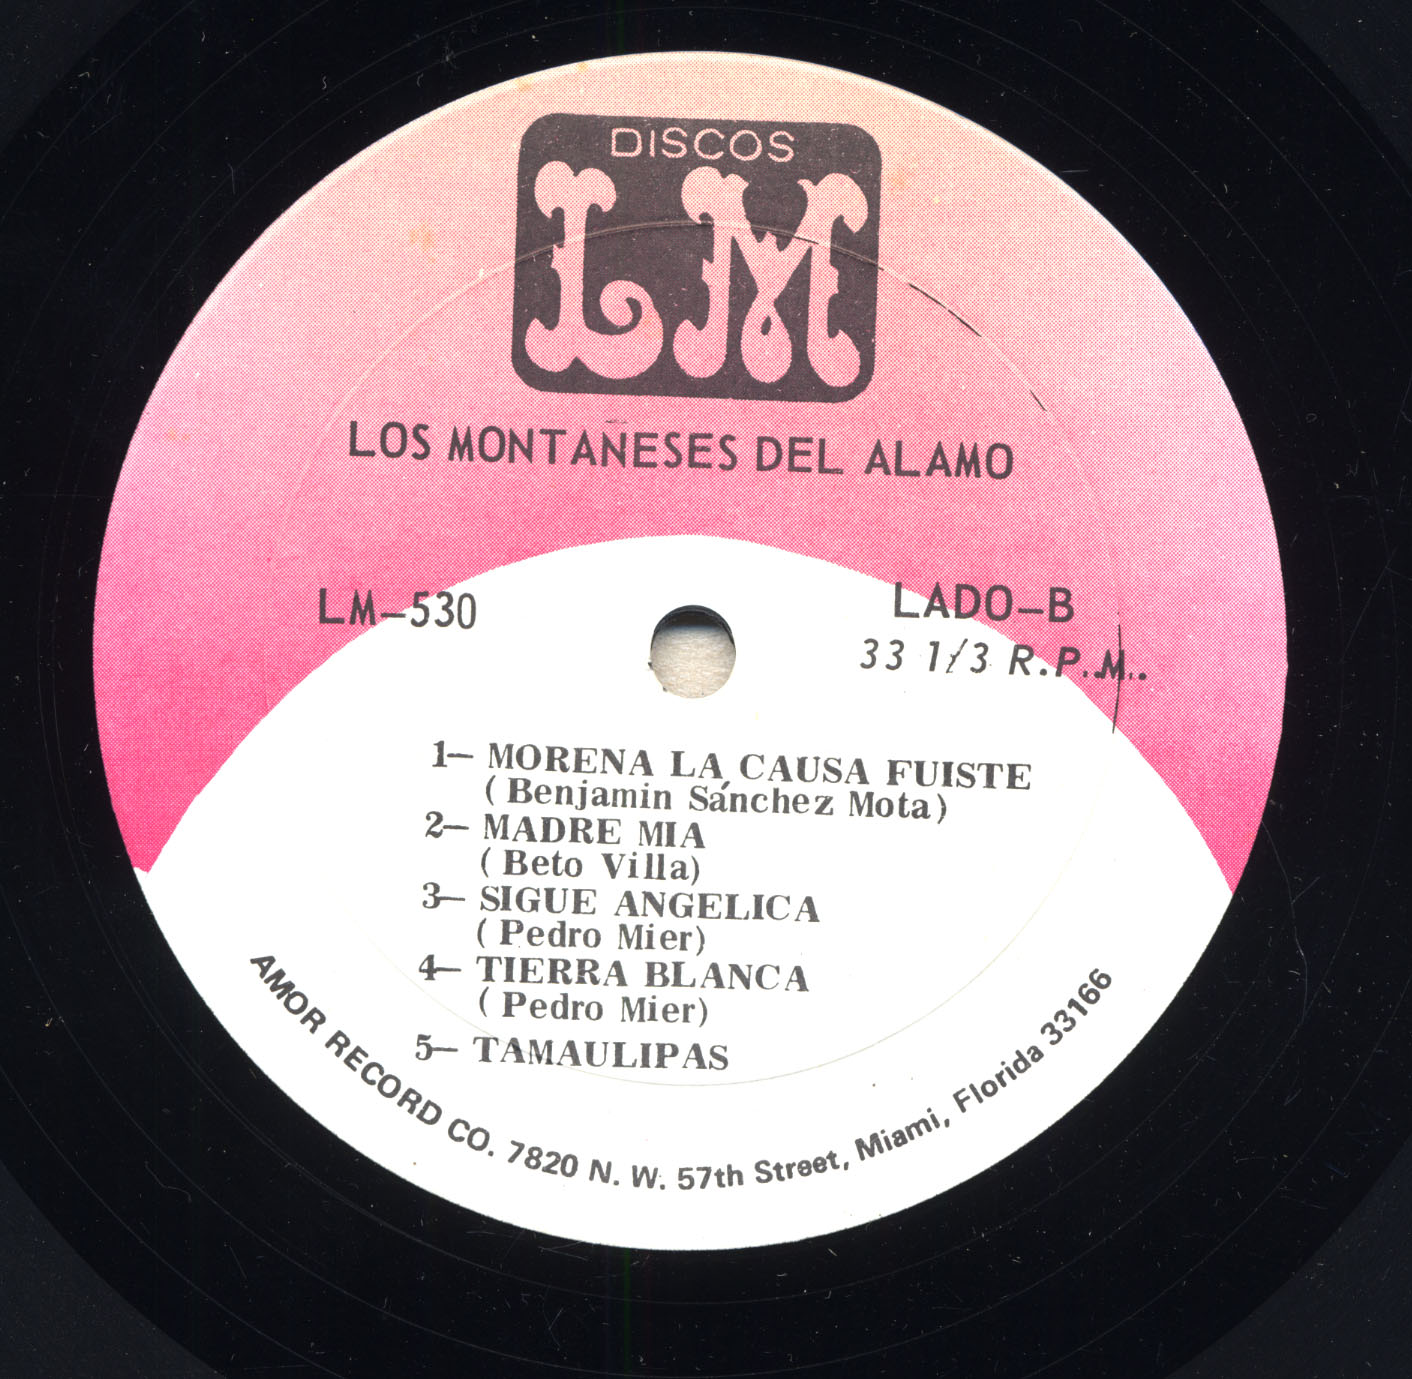 DISCOS
LM
LOS MONTAÑESES DEL ALAMO
LM-530
LADO-B
33 1/3 R.P.M..
1- MORENA LA CAUSA FUISTE
(Benjamin Sánchez Mota)
2- MADRE MIA
(Beto Villa)
3- SIGUE ANGELICA
(Pedro Mier)
4- TIERRA BLANCA
(Pedro Mier)
5- TAMAULIPAS
AMOR RECORD CO. 7820 N. W. 57th Street, Miami, Florida 33166